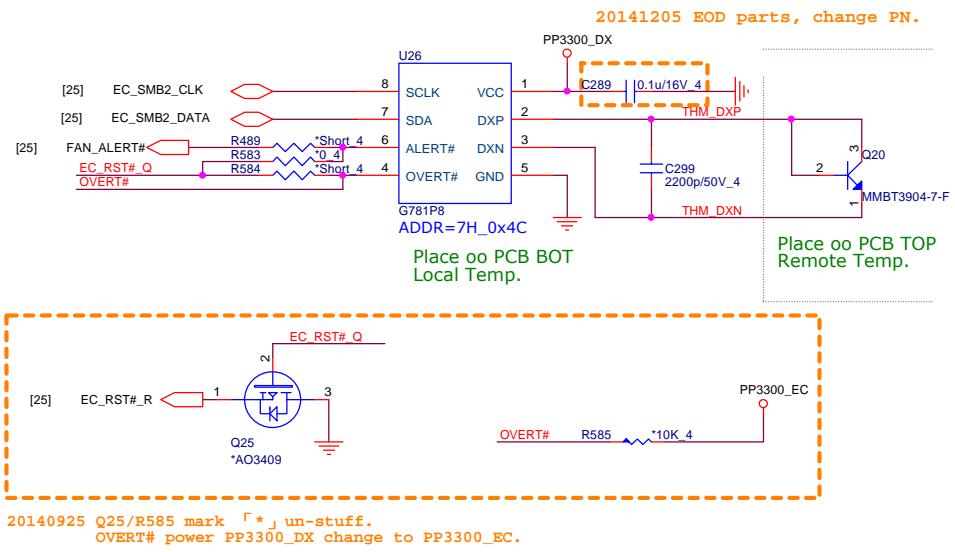 20141205 EOD parts, change PN.
PP3300_DX
U26
[25] EC_SMB2_CLK
8 SCLK VCC 1
C289 0.1u/16V_4
[25] EC_SMB2_DATA
7 SDA DXP 2
THM_DXP
[25] FAN_ALERT#
R489 *Short_4
6 ALERT# DXN 3
R583 *0_4
EC_RST#_Q
R584 *Short_4
4 OVERT# GND 5
OVERT#
C299
2200p/50V_4
2 3 Q20
MMBT3904-7-F
1
THM_DXN
G781P8
ADDR=7H_0x4C
Place oo PCB BOT
Local Temp.
Place oo PCB TOP
Remote Temp.
EC_RST#_Q
2
[25] EC_RST#_R
1 3
Q25
*AO3409
PP3300_EC
OVERT# R585 *10K_4
20140925 Q25/R585 mark 「*」un-stuff.
OVERT# power PP3300_DX change to PP3300_EC.